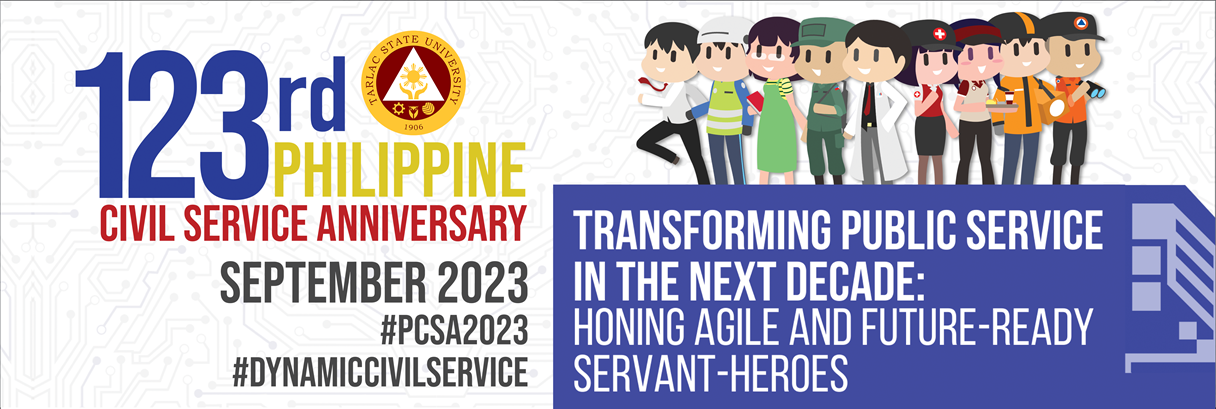 123rd
TARLAC STATE UNIVERSITY
1906
PHILIPPINE
CIVIL SERVICE ANNIVERSARY
SEPTEMBER 2023
#PCSA2023
#DYNAMICCIVILSERVICE
TRANSFORMING PUBLIC SERVICE
IN THE NEXT DECADE:
HONING AGILE AND FUTURE-READY
SERVANT-HEROES